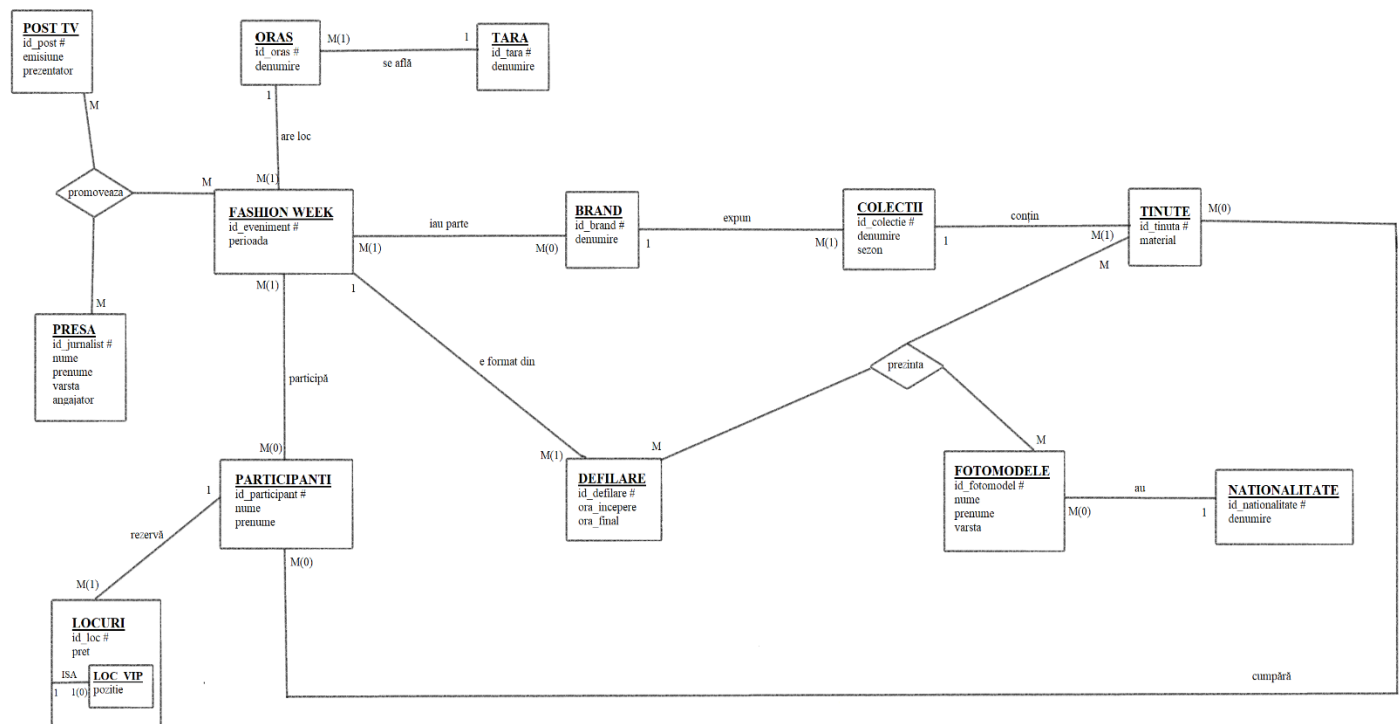 POST TV
id_post #
emisiune
prezentator
M
ORAS
id_oras #
denumire
M(1)
se află
1
TARA
id_tara #
denumire
1
are loc
M(1)
promoveaza
M
M
PRESA
id_jurnalist #
nume
prenume
varsta
angajator
FASHION WEEK
id_eveniment #
perioada
M(1)
iau parte
M(0)
BRAND
id_brand #
denumire
1
expun
M(1)
COLECTII
id_colectie #
denumire
sezon
1
conțin
M(1)
TINUTE
id_tinuta #
material
M(0)
M
M(1)
1
e format din
M(1)
participă
M(0)
prezinta
M
M
DEFILARE
id_defilare #
ora_incepere
ora_final
FOTOMODELE
id_fotomodel #
nume
prenume
varsta
au
M(0)
1
NATIONALITATE
id_nationalitate #
denumire
PARTICIPANTI
id_participant #
nume
prenume
1
rezervă
M(1)
M(0)
LOCURI
id_loc #
pret
ISA
1
1(0)
LOC VIP
pozitie
cumpără